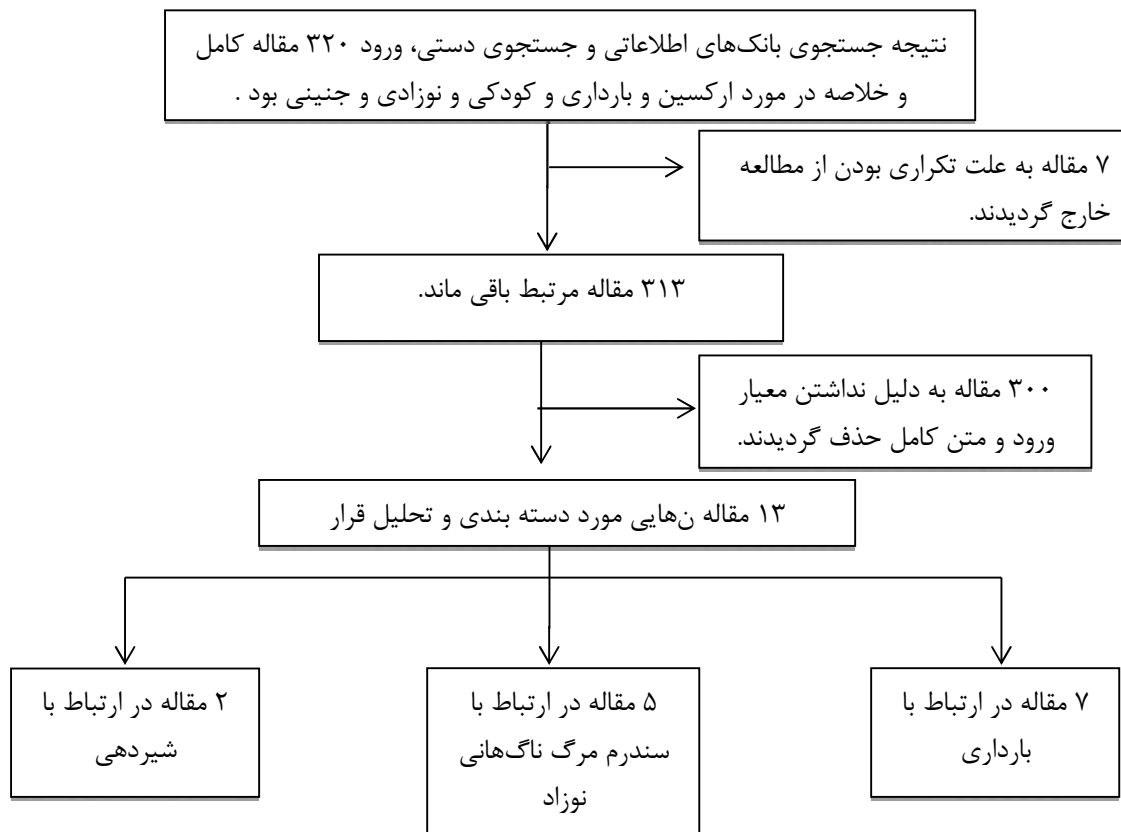 نتیجه جستجوی بانک‌های اطلاعاتی و جستجوی دستی، ورود ۳۲۰ مقاله کامل
و خلاصه در مورد ارکسین و بارداری و کودکی و نوزادی و جنینی بود .
۷ مقاله به علت تکراری بودن از مطالعه
خارج گردیدند.
۳۱۳ مقاله مرتبط باقی ماند.
۳۰۰ مقاله به دلیل نداشتن معیار
ورود و متن کامل حذف گردیدند.
۱۳ مقاله ن‌هایی مورد دسته بندی و تحلیل قرار
۷ مقاله در ارتباط با
بارداری
۵ مقاله در ارتباط با
سندرم مرگ ناگ‌هانی
نوزاد
۲ مقاله در ارتباط با
شیردهی